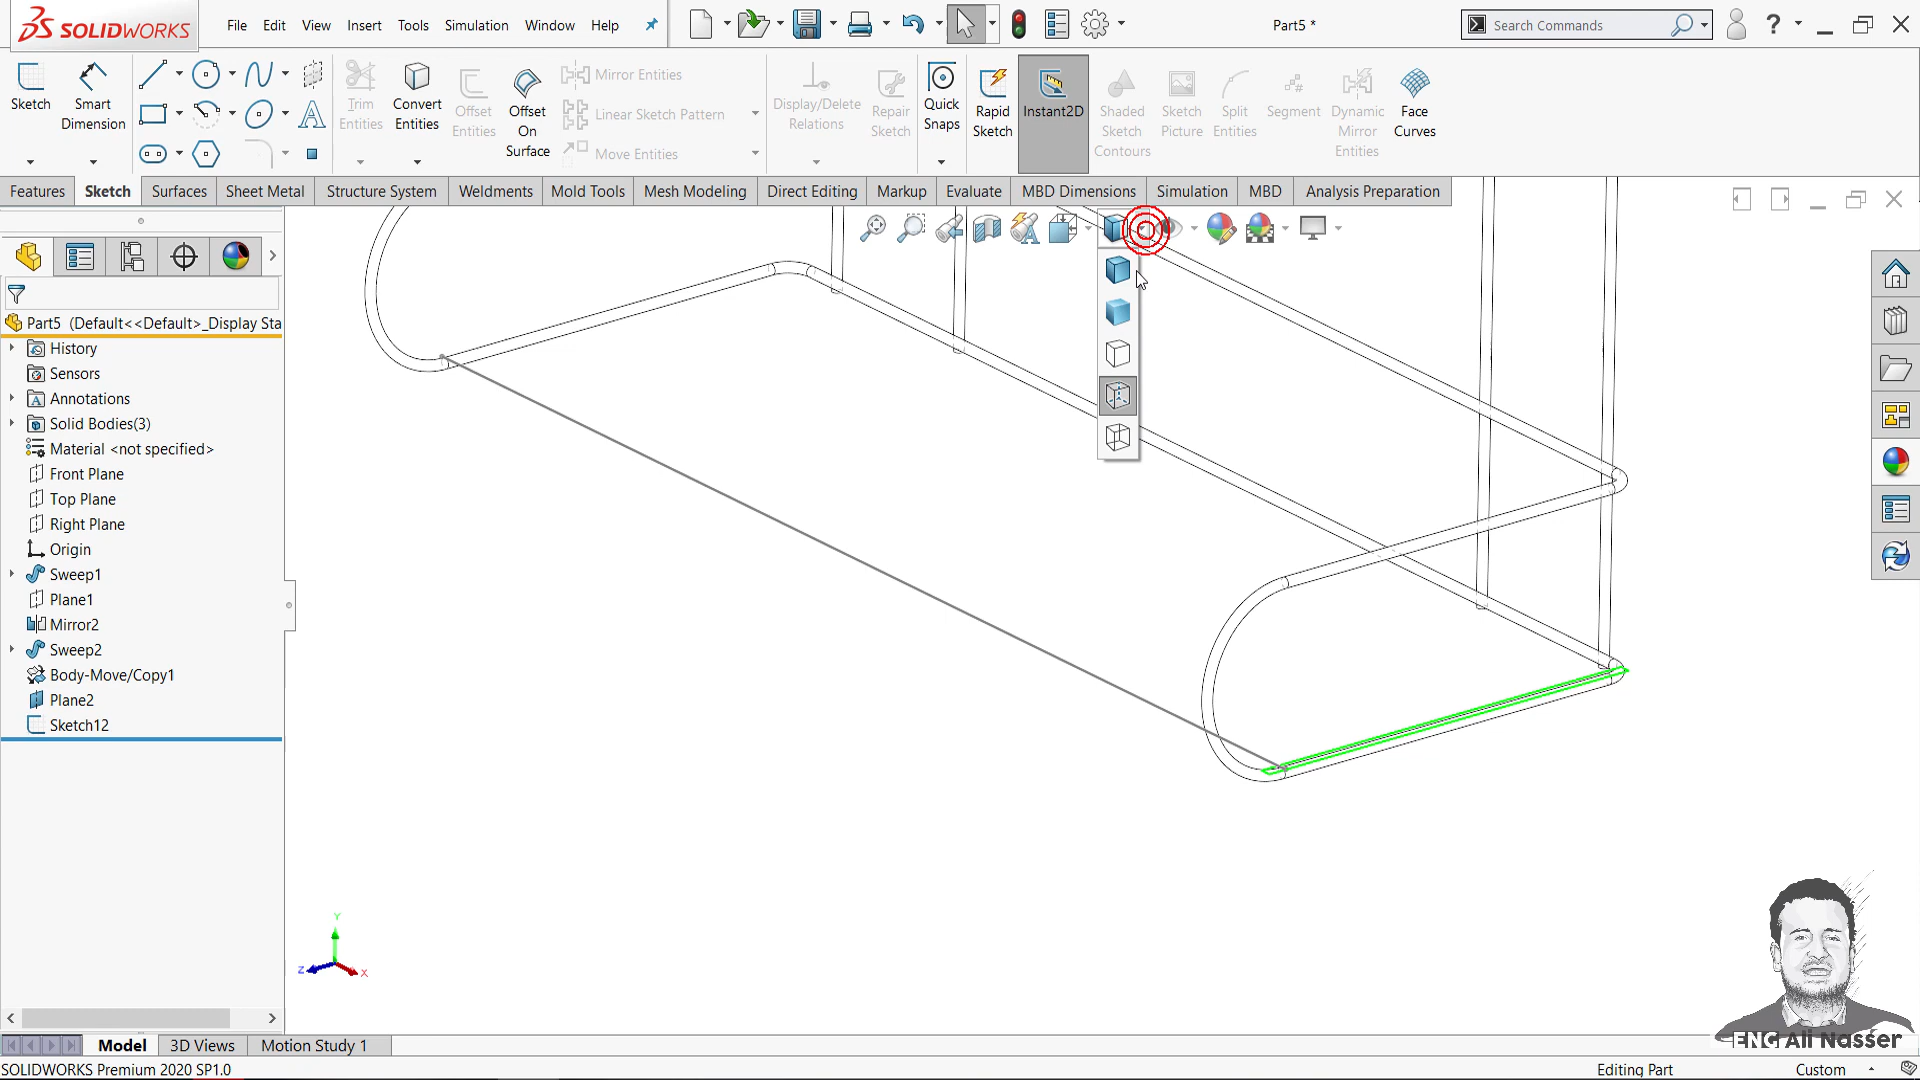 SOLIDWORKS
File Edit View Insert Tools Simulation Window Help
Part5 *
Search Commands
?
Sketch
Smart Dimension
Trim Entities
Convert Entities
Offset Entities
Offset On Surface
Mirror Entities
Linear Sketch Pattern
Move Entities
Display/Delete Relations
Repair Sketch
Quick Snaps
Rapid Sketch
Instant2D
Shaded Sketch Contours
Sketch Picture
Split Entities
Segment
Dynamic Mirror Entities
Face Curves
Features Sketch Surfaces Sheet Metal Structure System Weldments Mold Tools Mesh Modeling Direct Editing Markup Evaluate MBD Dimensions Simulation MBD Analysis Preparation
Part5 (Default<<Default>_Display Sta
History
Sensors
Annotations
Solid Bodies(3)
Material <not specified>
Front Plane
Top Plane
Right Plane
Origin
Sweep1
Plane1
Mirror2
Sweep2
Body-Move/Copy1
Plane2
Sketch12
Y
Z
X
ENG Ali Nasser
Model 3D Views Motion Study 1
SOLIDWORKS Premium 2020 SP1.0
Editing Part
Custom